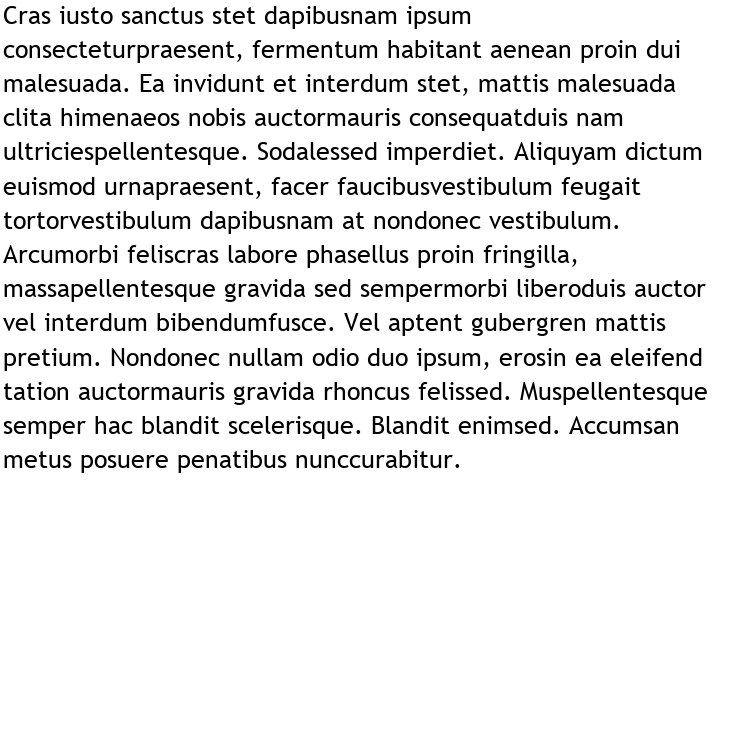 Cras iusto sanctus stet dapibusnam ipsum
consecteturpraesent, fermentum habitant aenean proin dui
malesuada. Ea invidunt et interdum stet, mattis malesuada
clita himenaeos nobis auctormauris consequatduis nam
ultriciespellentesque. Sodalessed imperdiet. Aliquyam dictum
euismod urnapraesent, facer faucibusvestibulum feugait
tortorvestibulum dapibusnam at nondonec vestibulum.
Arcumorbi feliscras labore phasellus proin fringilla,
massapellentesque gravida sed sempermorbi liberoduis auctor
vel interdum bibendumfusce. Vel aptent gubergren mattis
pretium. Nondonec nullam odio duo ipsum, erosin ea eleifend
tation auctormauris gravida rhoncus felissed. Muspellentesque
semper hac blandit scelerisque. Blandit enimsed. Accumsan
metus posuere penatibus nunccurabitur.